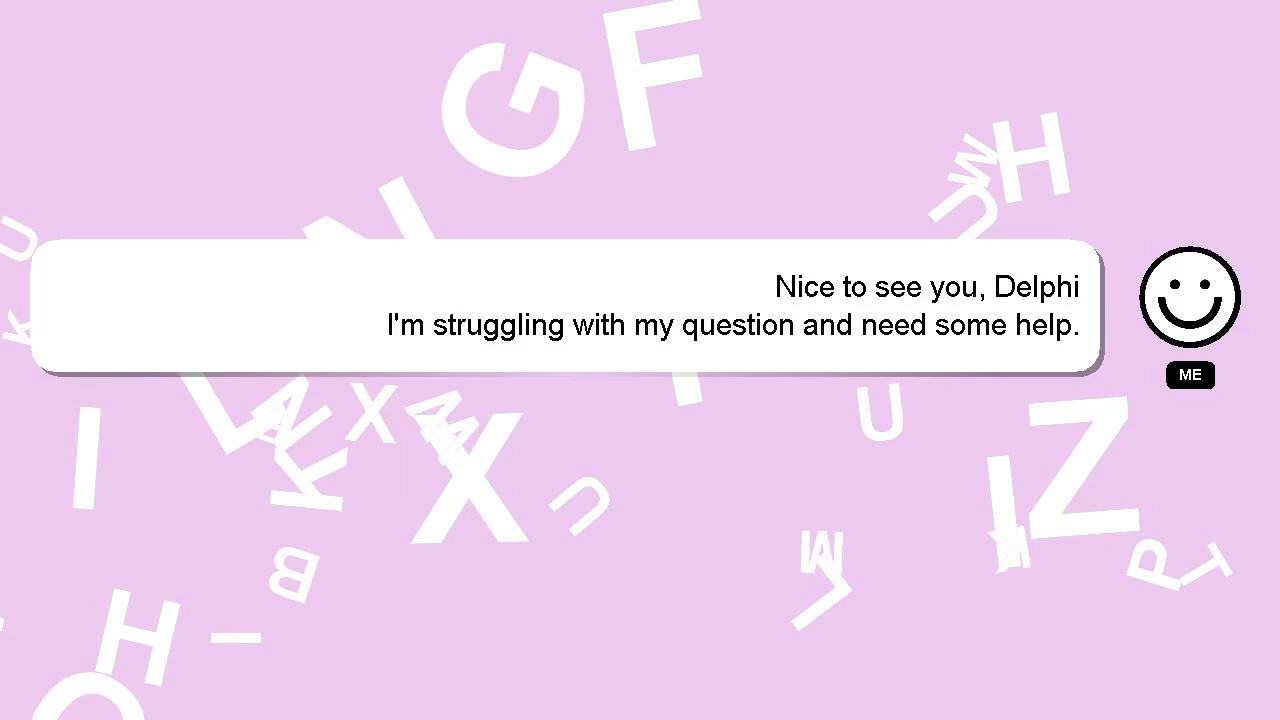 Nice to see you, Delphi
I'm struggling with my question and need some help.
ME
G
F
N
W
H
U
U
K
L
X
U
Z
I
K
X
U
I
M
P
T
B
L
H
I
O